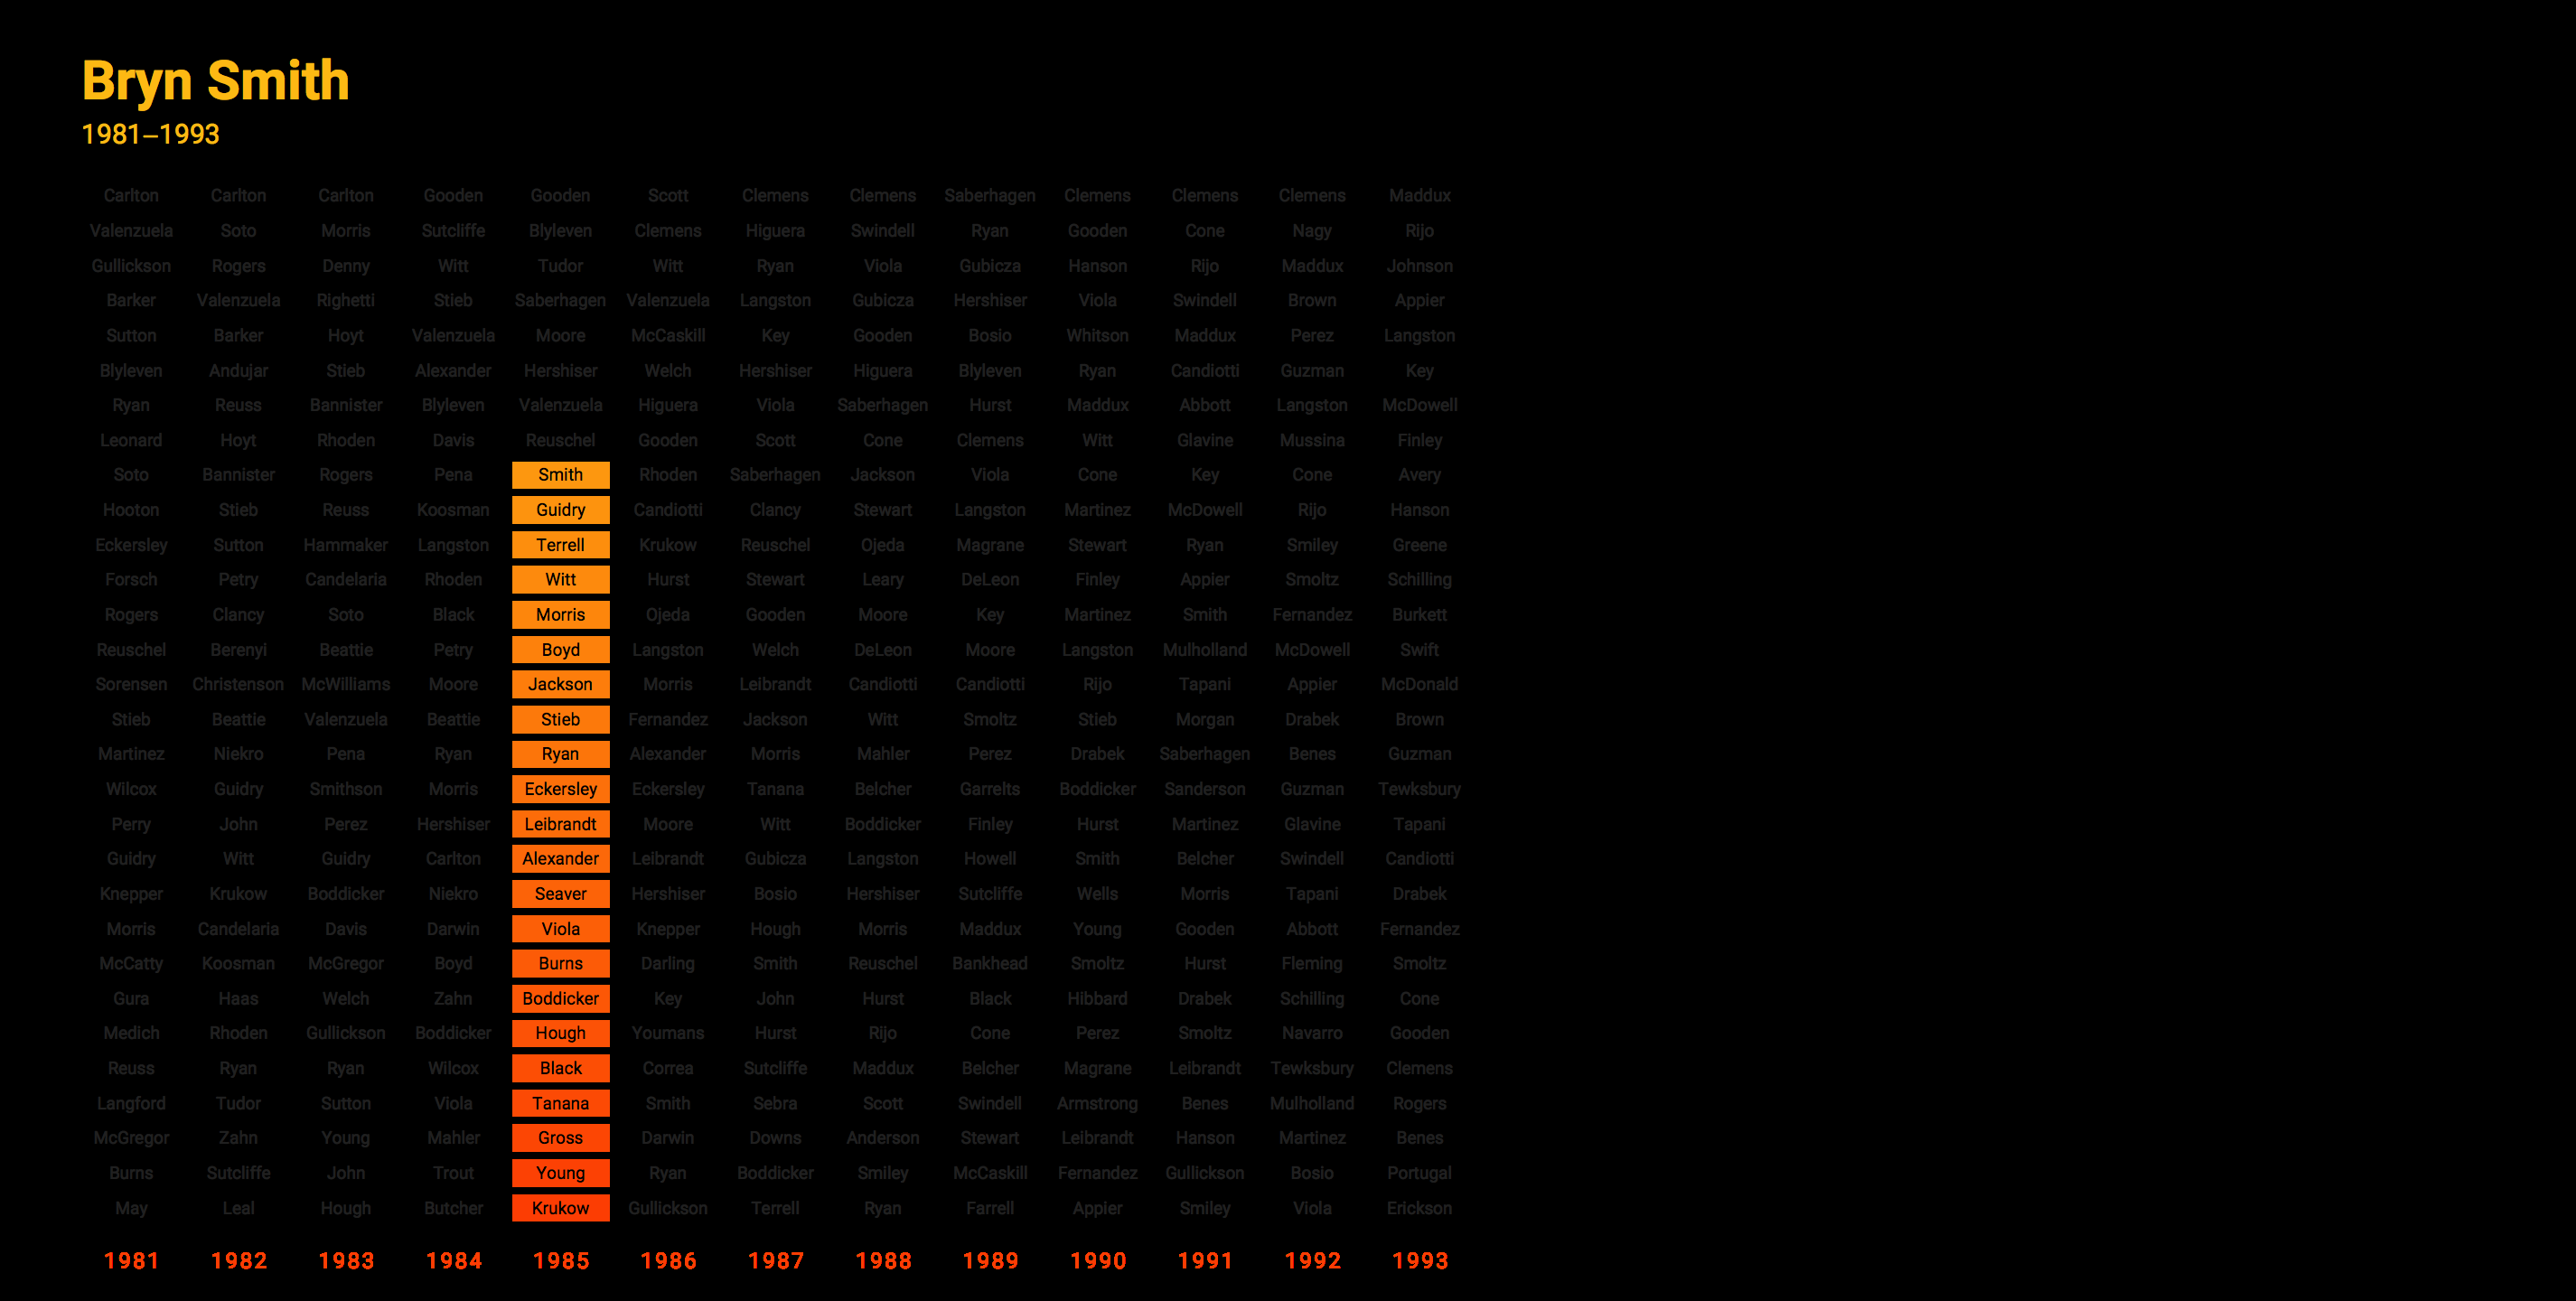 Bryn Smith
1981–1993
Carlton Carlton Carlton Gooden Gooden Scott Clemens Clemens Saberhagen Clemens Clemens Clemens Maddux
Valenzuela Soto Morris Sutcliffe Blyleven Clemens Higuera Swindell Ryan Gooden Cone Nagy Rijo
Gullickson Rogers Denny Witt Tudor Witt Ryan Viola Gubicza Hanson Rijo Maddux Johnson
Barker Valenzuela Righetti Stieb Saberhagen Valenzuela Langston Gubicza Hershiser Viola Swindell Brown Appier
Sutton Barker Hoyt Valenzuela Moore McCaskill Key Gooden Bosio Whitson Maddux Perez Langston
Blyleven Andujar Stieb Alexander Hershiser Welch Hershiser Higuera Blyleven Ryan Candiotti Guzman Key
Ryan Reuss Bannister Blyleven Valenzuela Higuera Viola Saberhagen Hurst Maddux Abbott Langston McDowell
Leonard Hoyt Rhoden Davis Reuschel Gooden Scott Cone Clemens Witt Glavine Mussina Finley
Soto Bannister Rogers Pena Smith Rhoden Saberhagen Jackson Viola Cone Key Cone Avery
Hooton Stieb Reuss Koosman Guidry Candiotti Clancy Stewart Langston Martinez McDowell Rijo Hanson
Eckersley Sutton Hammaker Langston Terrell Krukow Reuschel Ojeda Magrane Stewart Ryan Smiley Greene
Forsch Petry Candelaria Rhoden Witt Hurst Stewart Leary DeLeon Finley Appier Smoltz Schilling
Rogers Clancy Soto Black Morris Ojeda Gooden Moore Key Martinez Smith Fernandez Burkett
Reuschel Berenyi Beattie Petry Boyd Langston Welch DeLeon Moore Langston Mulholland McDowell Swift
Sorensen Christenson McWilliams Moore Jackson Morris Leibrandt Candiotti Candiotti Rijo Tapani Appier McDonald
Stieb Beattie Valenzuela Beattie Stieb Fernandez Jackson Witt Smoltz Stieb Morgan Drabek Brown
Martinez Niekro Pena Ryan Ryan Alexander Morris Mahler Perez Drabek Saberhagen Benes Guzman
Wilcox Guidry Smithson Morris Eckersley Eckersley Tanana Belcher Garrelts Boddicker Sanderson Guzman Tewksbury
Perry John Perez Hershiser Leibrandt Moore Witt Boddicker Finley Hurst Martinez Glavine Tapani
Guidry Witt Guidry Carlton Alexander Leibrandt Gubicza Langston Howell Smith Belcher Swindell Candiotti
Knepper Krukow Boddicker Niekro Seaver Hershiser Bosio Hershiser Sutcliffe Wells Morris Tapani Drabek
Morris Candelaria Davis Darwin Viola Knepper Hough Morris Maddux Young Gooden Abbott Fernandez
McCatty Koosman McGregor Boyd Burns Darling Smith Reuschel Bankhead Smoltz Hurst Fleming Smoltz
Gura Haas Welch Zahn Boddicker Key John Hurst Black Hibbard Drabek Schilling Cone
Medich Rhoden Gullickson Boddicker Hough Youmans Hurst Rijo Cone Perez Smoltz Navarro Gooden
Reuss Ryan Ryan Wilcox Black Correa Sutcliffe Maddux Belcher Magrane Leibrandt Tewksbury Clemens
Langford Tudor Sutton Viola Tanana Smith Sebra Scott Swindell Armstrong Benes Mulholland Rogers
McGregor Zahn Young Mahler Gross Darwin Downs Anderson Stewart Leibrandt Hanson Martinez Benes
Burns Sutcliffe John Trout Young Ryan Boddicker Smiley McCaskill Fernandez Gullickson Bosio Portugal
May Leal Hough Butcher Krukow Gullickson Terrell Ryan Farrell Appier Smiley Viola Erickson
1981 1982 1983 1984 1985 1986 1987 1988 1989 1990 1991 1992 1993